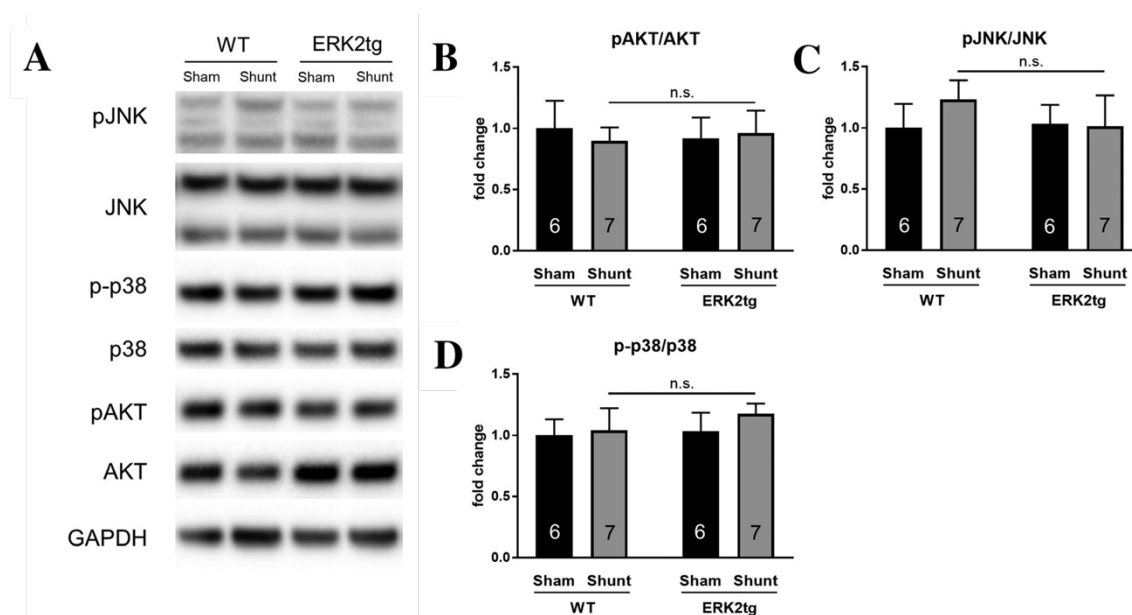 A
WT ERK2tg
Sham Shunt Sham Shunt
pJNK
JNK
p-p38
p38
pAKT
AKT
GAPDH
B
pAKT/AKT
n.s.
fold change
1.5
1.0
0.5
0.0
6 7 6 7
Sham Shunt Sham Shunt
WT ERK2tg
C
pJNK/JNK
n.s.
fold change
1.5
1.0
0.5
0.0
6 7 6 7
Sham Shunt Sham Shunt
WT ERK2tg
D
p-p38/p38
n.s.
fold change
1.5
1.0
0.5
0.0
6 7 6 7
Sham Shunt Sham Shunt
WT ERK2tg